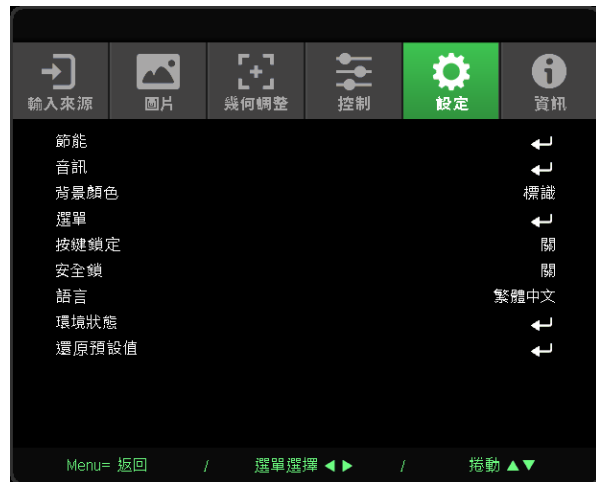 輸入來源 圖片 幾何調整 控制 設定 資訊
節能
音訊
背景顏色 標識
選單
按鍵鎖定 關
安全鎖 關
語言 繁體中文
環境狀態
還原預設值
Menu= 返回 / 選單選擇 ◀ ▶ / 捲動 ▲▼